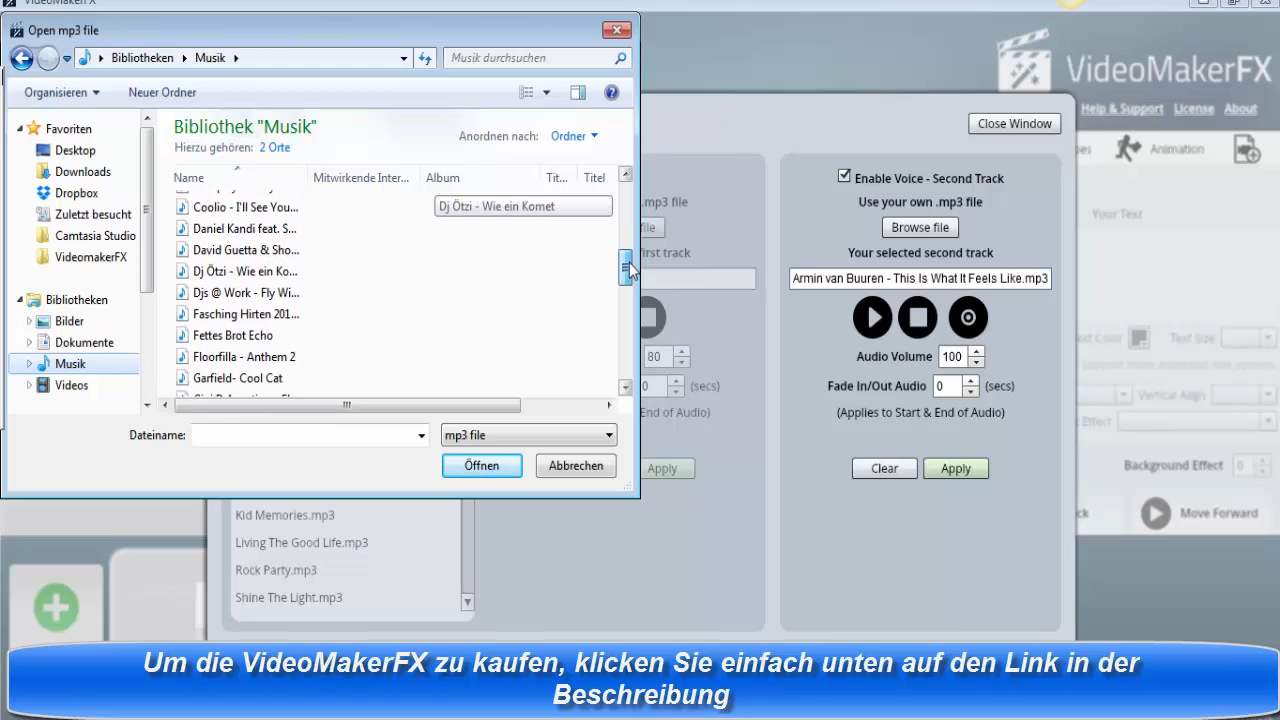 VideoMaker FX
Open mp3 file
Bibliotheken
Musik
Musik durchsuchen
Organisieren
Neuer Ordner
Favoriten
Desktop
Downloads
Dropbox
Zuletzt besucht
Camtasia Studio
VideomakerFX
Bibliotheken
Bilder
Dokumente
Musik
Videos
Bibliothek "Musik"
Hierzu gehören: 2 Orte
Anordnen nach: Ordner
Name Mitwirkende Inter... Album Tit... Titel
Dj Ötzi - Wie ein Komet
Coolio - I'll See You...
Daniel Kandi feat. S...
David Guetta & Sho...
Dj Ötzi - Wie ein Ko...
Djs @ Work - Fly Wi...
Fasching Hirten 201...
Fettes Brot Echo
Floorfilla - Anthem 2
Garfield- Cool Cat
Dateiname:
mp3 file
Öffnen
Abbrechen
VideoMakerFX
Help & Support License About
Close Window
Animation
Your Text
.mp3 file
file
first track
80
0 (secs)
End of Audio)
Apply
Enable Voice - Second Track
Use your own .mp3 file
Browse file
Your selected second track
Armin van Buuren - This Is What It Feels Like.mp3
Audio Volume 100
Fade In/Out Audio 0 (secs)
(Applies to Start & End of Audio)
Clear
Apply
Text Size
Vertical Align
Effect
Background Effect 0
Move Forward
Kid Memories.mp3
Living The Good Life.mp3
Rock Party.mp3
Shine The Light.mp3
Um die VideoMakerFX zu kaufen, klicken Sie einfach unten auf den Link in der
Beschreibung